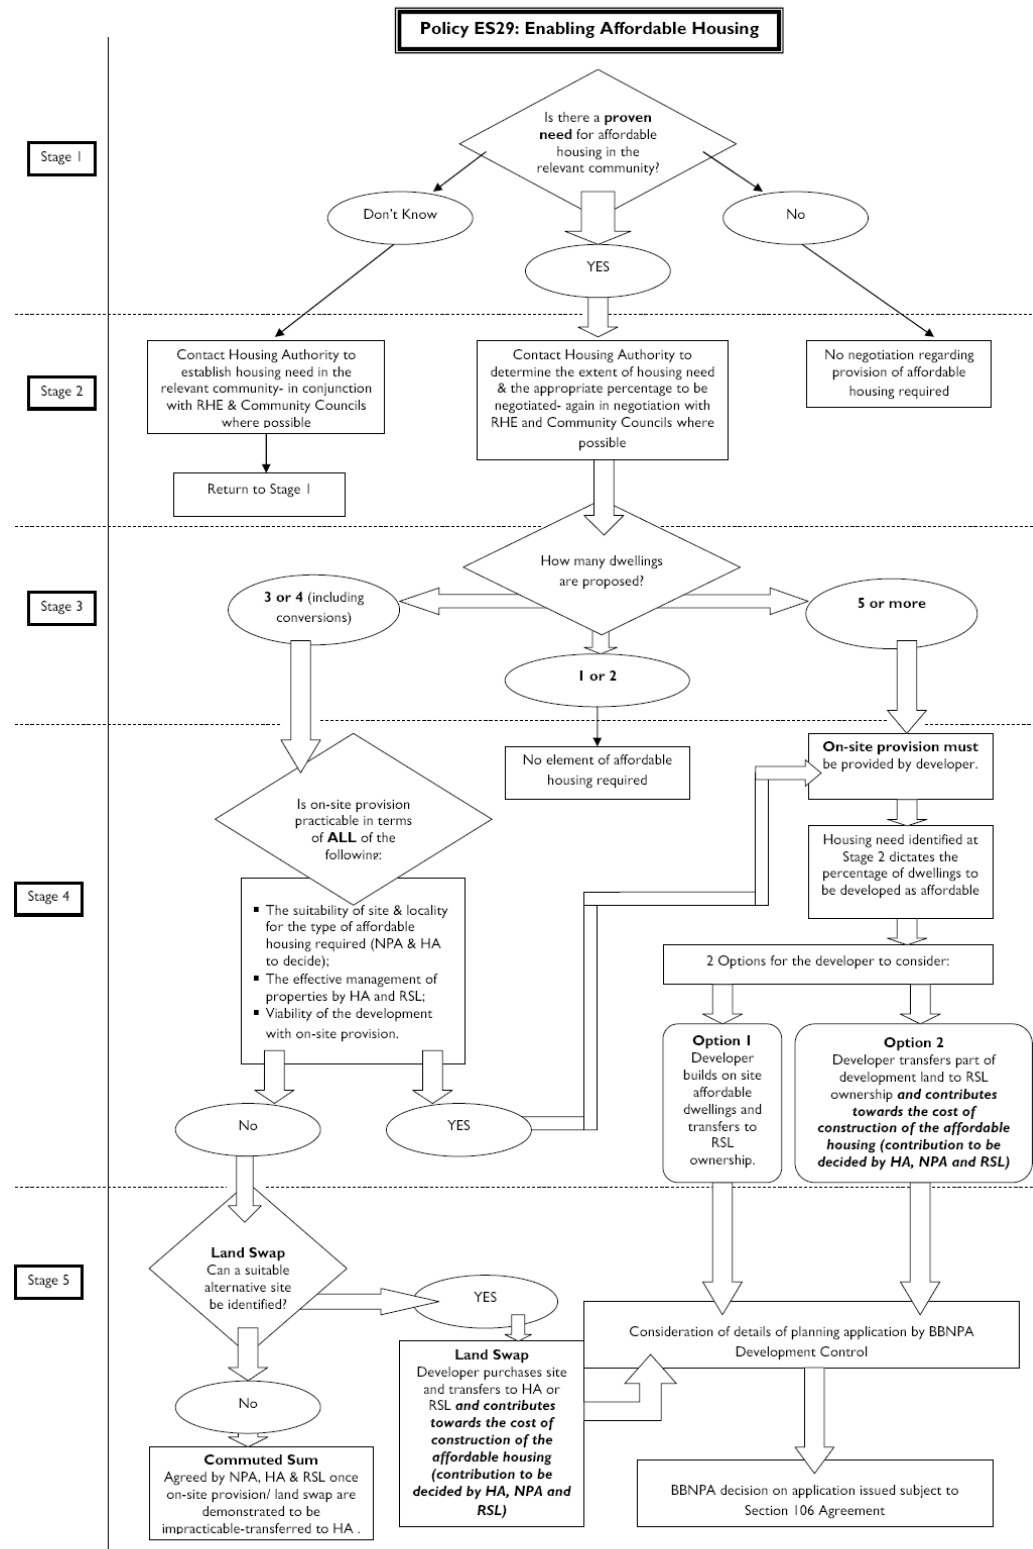 Policy ES29: Enabling Affordable Housing
Stage 1
Is there a proven
need for affordable
housing in the
relevant community?
Don't Know
No
YES
Stage 2
Contact Housing Authority to
establish housing need in the
relevant community- in conjunction
with RHE & Community Councils
where possible
Contact Housing Authority to
determine the extent of housing need
& the appropriate percentage to be
negotiated- again in negotiation with
RHE and Community Councils where
possible
No negotiation regarding
provision of affordable
housing required
Return to Stage 1
Stage 3
How many dwellings
are proposed?
3 or 4 (including
conversions)
5 or more
1 or 2
No element of affordable
housing required
On-site provision must
be provided by developer.
Stage 4
Is on-site provision
practicable in terms
of ALL of the
following:
▪ The suitability of site & locality
for the type of affordable
housing required (NPA & HA
to decide);
▪ The effective management of
properties by HA and RSL;
▪ Viability of the development
with on-site provision.
Housing need identified at
Stage 2 dictates the
percentage of dwellings to
be developed as affordable
2 Options for the developer to consider:
Option 1
Developer
builds on site
affordable
dwellings and
transfers to
RSL
ownership.
Option 2
Developer transfers part of
development land to RSL
ownership and contributes
towards the cost of
construction of the affordable
housing (contribution to be
decided by HA, NPA and RSL)
No
YES
Stage 5
Land Swap
Can a suitable
alternative site
be identified?
YES
No
Land Swap
Developer purchases site
and transfers to HA or
RSL and contributes
towards the cost of
construction of the
affordable housing
(contribution to be
decided by HA, NPA and
RSL)
Consideration of details of planning application by BBNPA
Development Control
Commuted Sum
Agreed by NPA, HA & RSL once
on-site provision/ land swap are
demonstrated to be
impracticable-transferred to HA .
BBNPA decision on application issued subject to
Section 106 Agreement